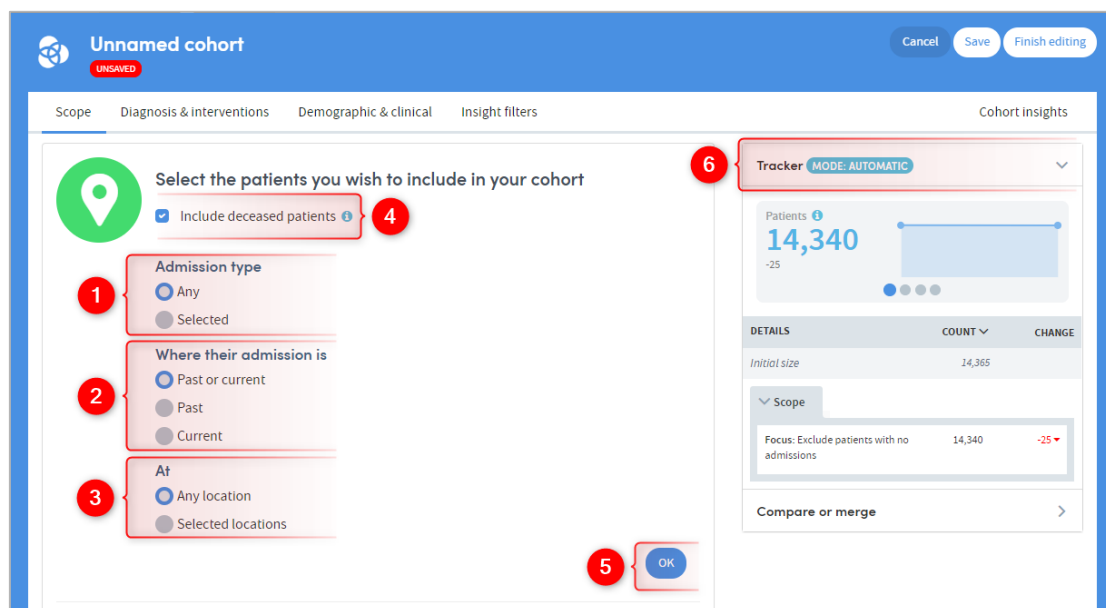 Unnamed cohort
UNSAVED
Cancel
Save
Finish editing
Scope
Diagnosis & interventions
Demographic & clinical
Insight filters
Cohort insights
Select the patients you wish to include in your cohort
Include deceased patients
4
1
Admission type
Any
Selected
2
Where their admission is
Past or current
Past
Current
3
At
Any location
Selected locations
5
OK
6
Tracker MODE: AUTOMATIC
Patients
14,340
-25
DETAILS COUNT CHANGE
Initial size 14,365
Scope
Focus: Exclude patients with no 14,340 -25
admissions
Compare or merge